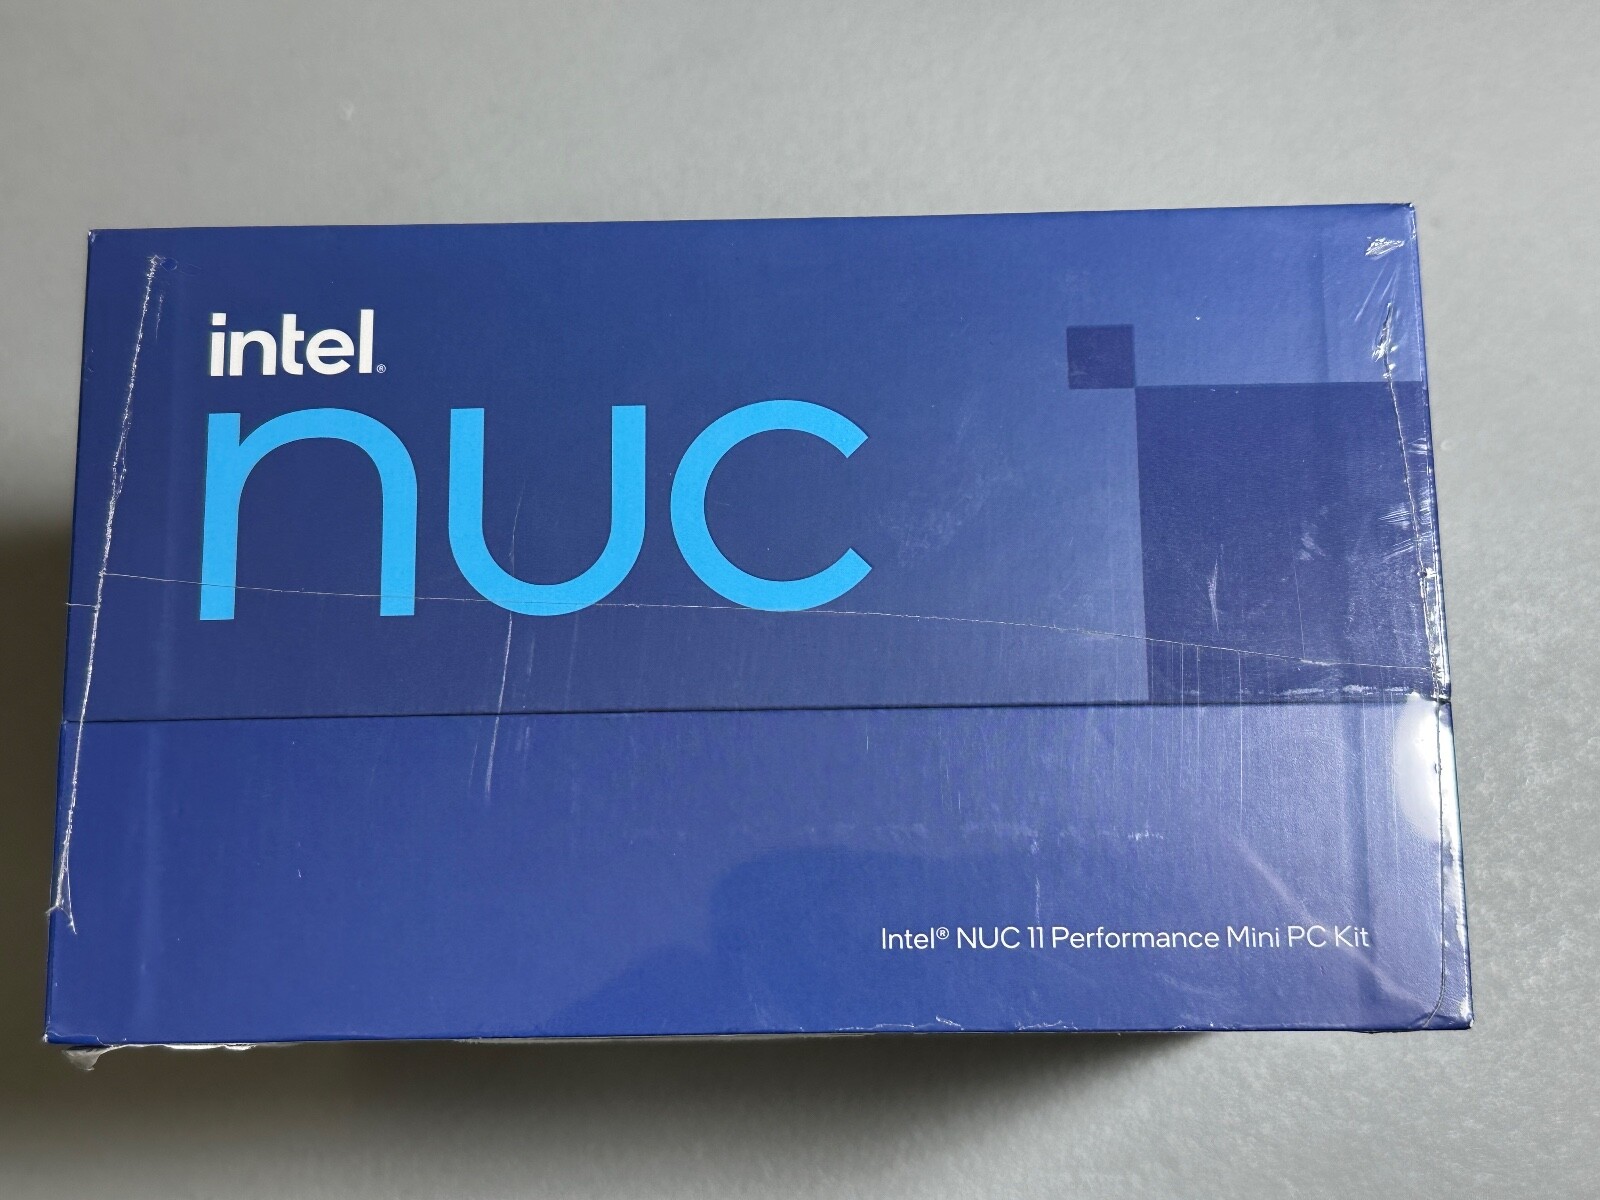 intel®
nuc
Intel® NUC 11 Performance Mini PC Kit